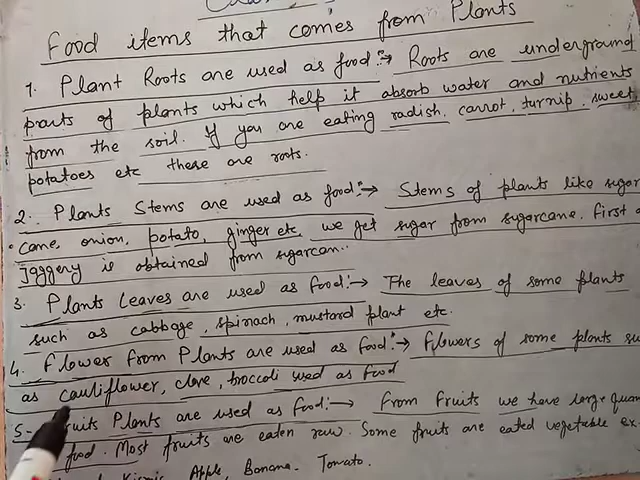 Food items that comes from Plants
1. Plant Roots are used as food :→ Roots are underground
parts of plants which help it absorb water and nutrients
from the soil. If you are eating radish, carrot, turnip, sweet
potatoes etc these are roots.
2. Plants Stems are used as food :→ Stems of plants like sugar
cane, onion, potato, ginger etc, we get sugar from sugarcane. First
jaggery is obtained from sugarcan..
3. Plants Leaves are used as food :→ The leaves of some plants
such as cabbage, spinach, mustard plant etc.
4. Flower from Plants are used as food :→ Flowers of some plants su
as cauliflower, clove, broccoli used as food
5- Fruits Plants are used as food :→ From fruits we have large quan
food. Most fruits are eaten raw. Some fruits are eated vegetable ex.
Apple, Banana. Tomato.